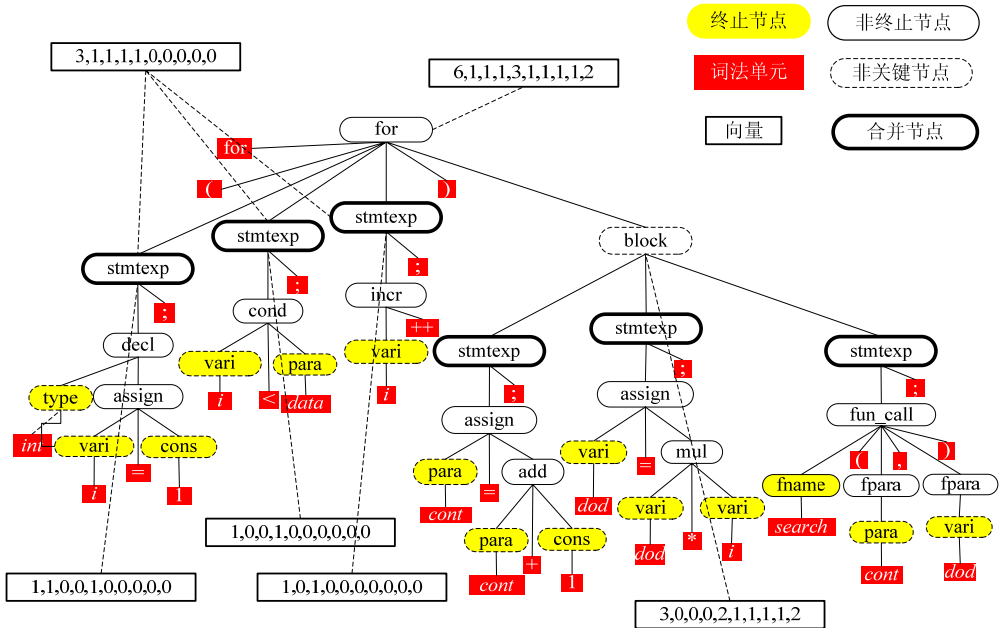 终止节点 非终止节点
3,1,1,1,1,0,0,0,0,0
6,1,1,1,3,1,1,1,1,2
词法单元 非关键节点
向量 合并节点
for
for
( )
stmtexp
stmtexp
block
stmtexp
; ; ;
incr
cond
++ stmtexp
decl
vari
stmtexp stmtexp
vari para
;
i < data i
type assign
; assign ;
assign fun_call
int vari cons
vari = mul ( , )
i = 1
para = add
fname fpara fpara
cont dod vari * vari
search
para + cons dod i
para vari
1,0,0,1,0,0,0,0,0,0
cont 1
cont dod
1,1,0,0,1,0,0,0,0,0
1,0,1,0,0,0,0,0,0,0
3,0,0,0,2,1,1,1,1,2